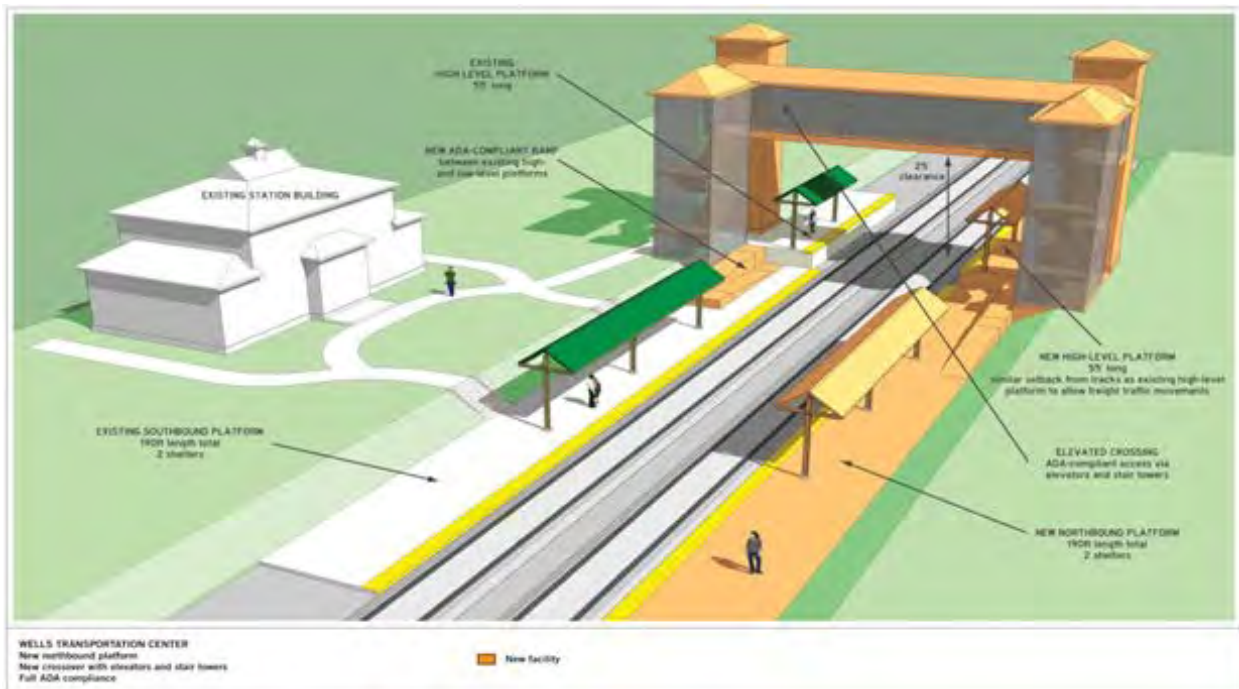 EXISTING
HIGH LEVEL PLATFORM
55' long
NEW ADA-COMPLIANT RAMP
between existing high-
and low-level platforms
EXISTING STATION BUILDING
25'
clearance
NEW HIGH-LEVEL PLATFORM
55' long
similar setback from tracks as existing high-level
platform to allow freight traffic movements
EXISTING SOUTHBOUND PLATFORM
190ft length total
2 shelters
ELEVATED CROSSING
ADA-compliant access via
elevators and stair towers
NEW NORTHBOUND PLATFORM
190ft length total
2 shelters
WELLS TRANSPORTATION CENTER
New northbound platform
New crossover with elevators and stair towers
Full ADA compliance
New facility